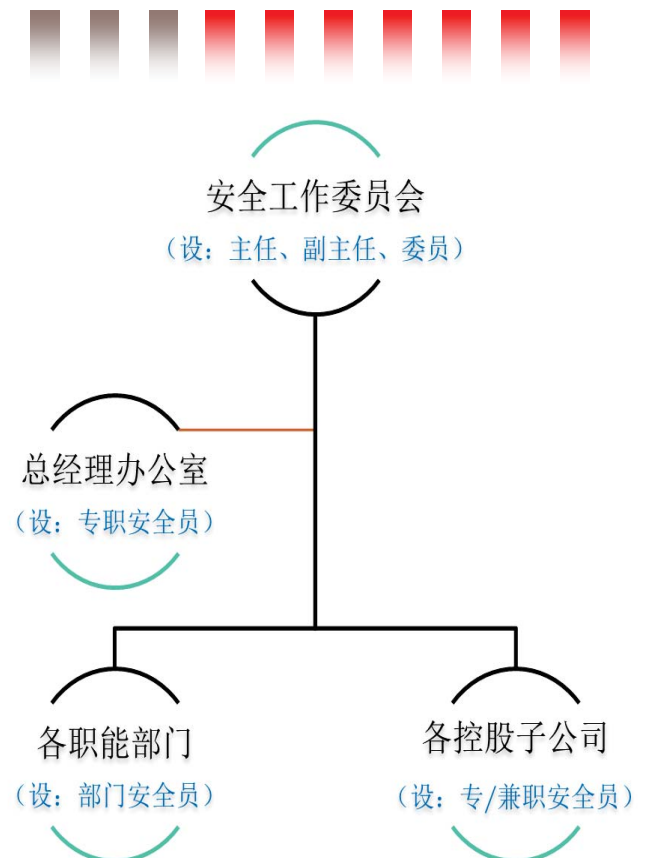 安全工作委员会
（设：主任、副主任、委员）
总经理办公室
（设：专职安全员）
各职能部门
（设：部门安全员）
各控股子公司
（设：专/兼职安全员）